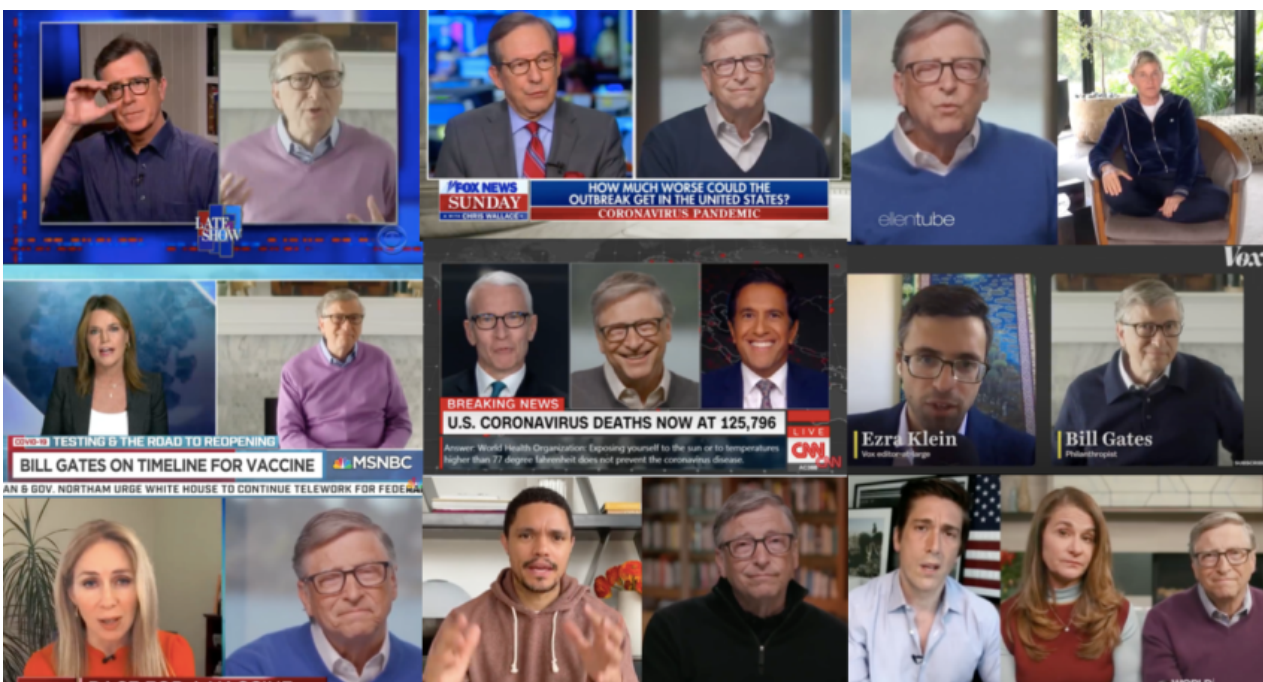 LATE
SHOW
FOX NEWS
SUNDAY
WITH CHRIS WALLACE
HOW MUCH WORSE COULD THE
OUTBREAK GET IN THE UNITED STATES?
CORONAVIRUS PANDEMIC
ellentube
COVID-19 TESTING & THE ROAD TO REOPENING
BILL GATES ON TIMELINE FOR VACCINE
MSNBC
AN & GOV. NORTHAM URGE WHITE HOUSE TO CONTINUE TELEWORK FOR FEDERA
BREAKING NEWS
U.S. CORONAVIRUS DEATHS NOW AT 125,796
Answer: World Health Organization: Exposing yourself to the sun or to temperatures
higher than 77 degree fahrenheit does not prevent the coronavirus disease.
LIVE
CNN
Vox
Ezra Klein
Vox editor-at-large
Bill Gates
Philanthropist